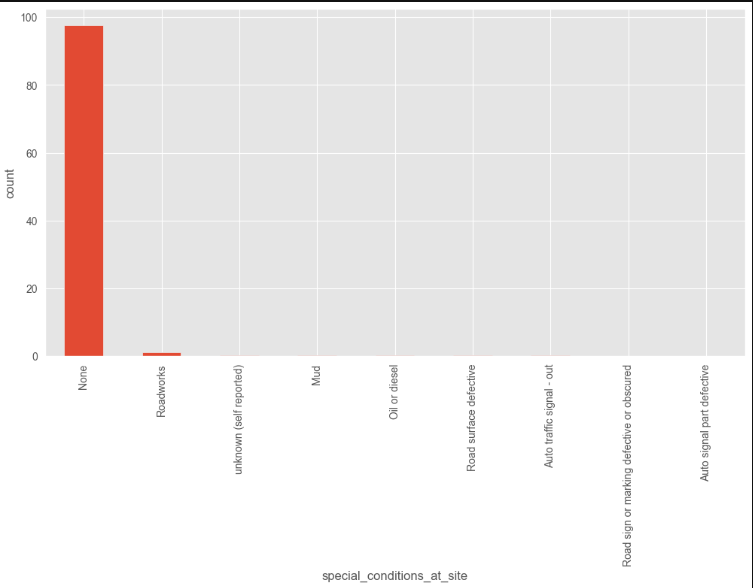 100
80
60
40
20
0
count
None
Roadworks
unknown (self reported)
Mud
Oil or diesel
Road surface defective
Auto traffic signal - out
Road sign or marking defective or obscured
Auto signal part defective
special_conditions_at_site